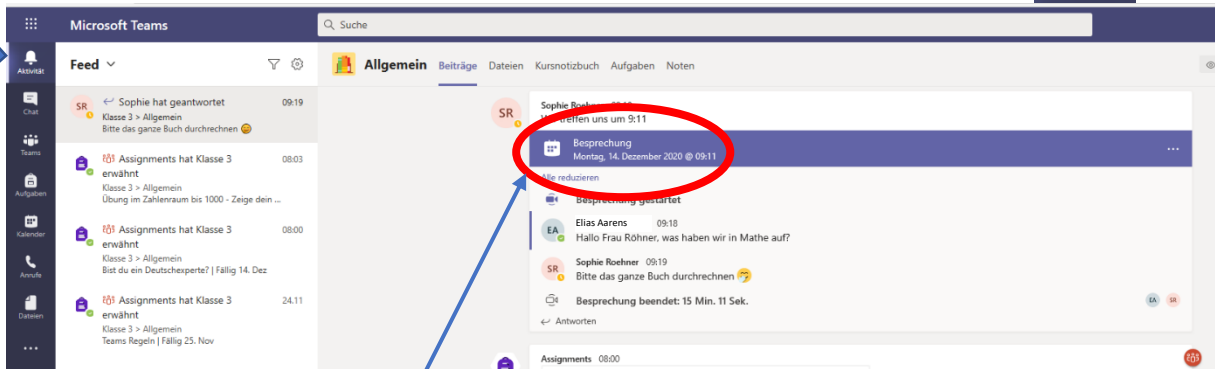 Microsoft Teams
Suche
Aktivität
Chat
Teams
Aufgaben
Kalender
Anrufe
Dateien
Feed
SR
Sophie hat geantwortet 09:19
Klasse 3 > Allgemein
Bitte das ganze Buch durchrechnen
Assignments hat Klasse 3 08:03
erwähnt
Klasse 3 > Allgemein
Übung im Zahlenraum bis 1000 - Zeige dein ...
Assignments hat Klasse 3 08:00
erwähnt
Klasse 3 > Allgemein
Bist du ein Deutschexperte? | Fällig 14. Dez
Assignments hat Klasse 3 24.11
erwähnt
Klasse 3 > Allgemein
Teams Regeln | Fällig 25. Nov
Allgemein Beiträge Dateien Kursnotizbuch Aufgaben Noten
SR
Sophie Roehner
treffen uns um 9:11
Besprechung
Montag, 14. Dezember 2020 @ 09:11
Alle reduzieren
Besprechung gestartet
EA
Elias Aarens 09:18
Hallo Frau Röhner, was haben wir in Mathe auf?
SR
Sophie Roehner 09:19
Bitte das ganze Buch durchrechnen
Besprechung beendet: 15 Min. 11 Sek. EA SR
Antworten
Assignments 08:00